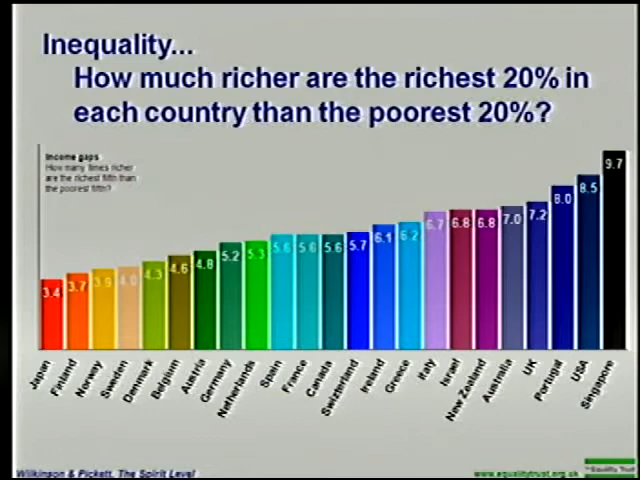 Inequality...
How much richer are the richest 20% in
each country than the poorest 20%?
Income gaps
How many times richer
are the richest fifth than
the poorest fifth?
3.4
3.7
3.9
4.0
4.3
4.6
4.8
5.2
5.3
5.6
5.6
5.6
5.7
6.1
6.2
6.7
6.8
6.8
7.0
7.2
8.0
8.5
9.7
Japan
Finland
Norway
Sweden
Denmark
Belgium
Austria
Germany
Netherlands
Spain
France
Canada
Switzerland
Ireland
Greece
Italy
Israel
New Zealand
Australia
UK
Portugal
USA
Singapore
Wilkinson & Pickett, The Spirit Level
www.equalitytrust.org.uk
Equality Trust